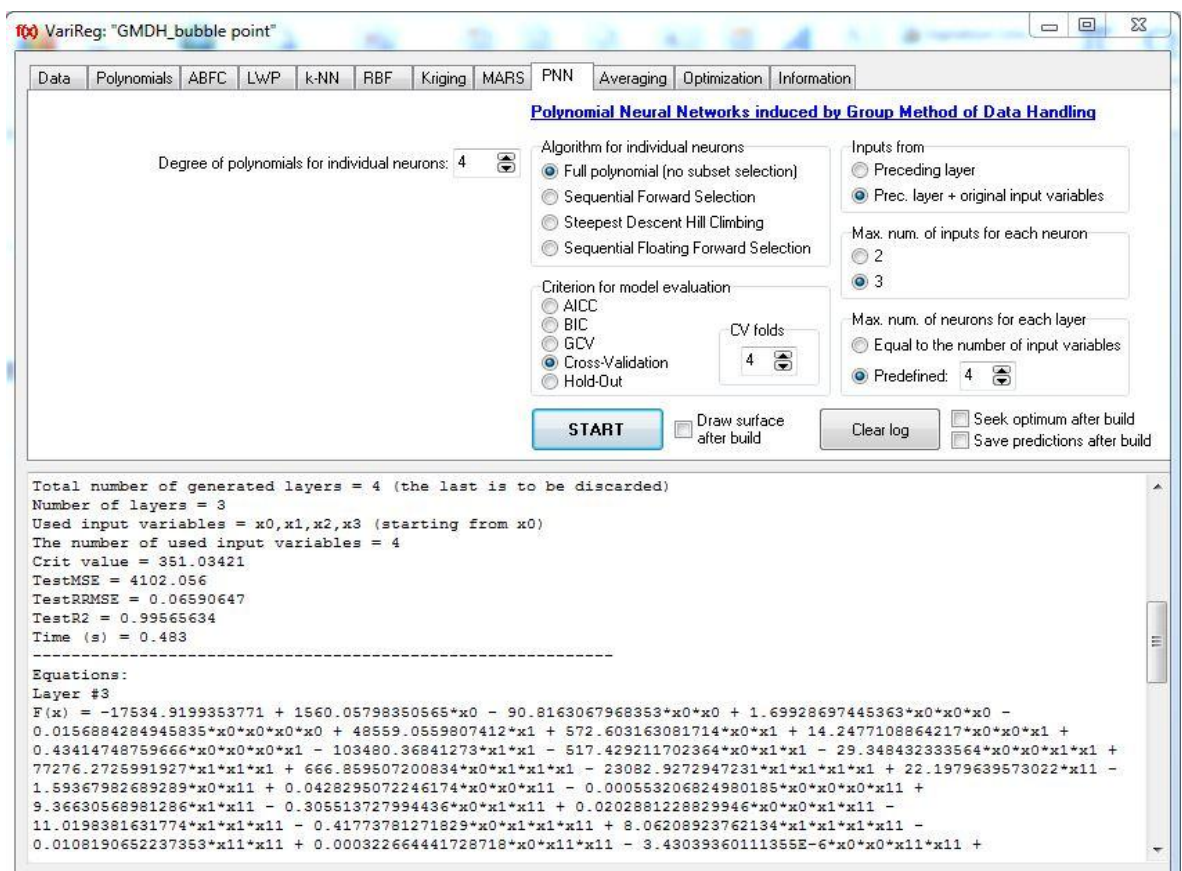 f(x) VariReg: "GMDH_bubble point"
Data Polynomials ABFC LWP k-NN RBF Kriging MARS PNN Averaging Optimization Information
Polynomial Neural Networks induced by Group Method of Data Handling
Degree of polynomials for individual neurons: 4
Algorithm for individual neurons
Full polynomial (no subset selection)
Sequential Forward Selection
Steepest Descent Hill Climbing
Sequential Floating Forward Selection
Inputs from
Preceding layer
Prec. layer + original input variables
Max. num. of inputs for each neuron
2
3
Criterion for model evaluation
AICC
BIC
GCV
Cross-Validation
Hold-Out
CV folds
4
Max. num. of neurons for each layer
Equal to the number of input variables
Predefined: 4
START
Draw surface
after build
Clear log
Seek optimum after build
Save predictions after build
Total number of generated layers = 4 (the last is to be discarded)
Number of layers = 3
Used input variables = x0,x1,x2,x3 (starting from x0)
The number of used input variables = 4
Crit value = 351.03421
TestMSE = 4102.056
TestRRMSE = 0.06590647
TestR2 = 0.99565634
Time (s) = 0.483
------------------------------------------------------------
Equations:
Layer #3
F(x) = -17534.9199353771 + 1560.05798350565*x0 - 90.8163067968353*x0*x0 + 1.69928697445363*x0*x0*x0 -
0.0156884284945835*x0*x0*x0*x0 + 48559.0559807412*x1 + 572.603163081714*x0*x1 + 14.2477108864217*x0*x0*x1 +
0.43414748759666*x0*x0*x0*x1 - 103480.36841273*x1*x1 - 517.429211702364*x0*x1*x1 - 29.348432333564*x0*x0*x1*x1 +
77276.2725991927*x1*x1*x1 + 666.859507200834*x0*x1*x1*x1 - 23082.9272947231*x1*x1*x1*x1 + 22.1979639573022*x11 -
1.59367982689289*x0*x11 + 0.0428295072246174*x0*x0*x11 - 0.000553206824980185*x0*x0*x0*x11 +
9.36630568981286*x1*x11 - 0.305513727994436*x0*x1*x11 + 0.0202881228829946*x0*x0*x1*x11 -
11.0198381631774*x1*x1*x11 - 0.41773781271829*x0*x1*x1*x11 + 8.06208923762134*x1*x1*x1*x11 -
0.0108190652237353*x11*x11 + 0.000322664441728718*x0*x11*x11 - 3.43039360111355E-6*x0*x0*x11*x11 +